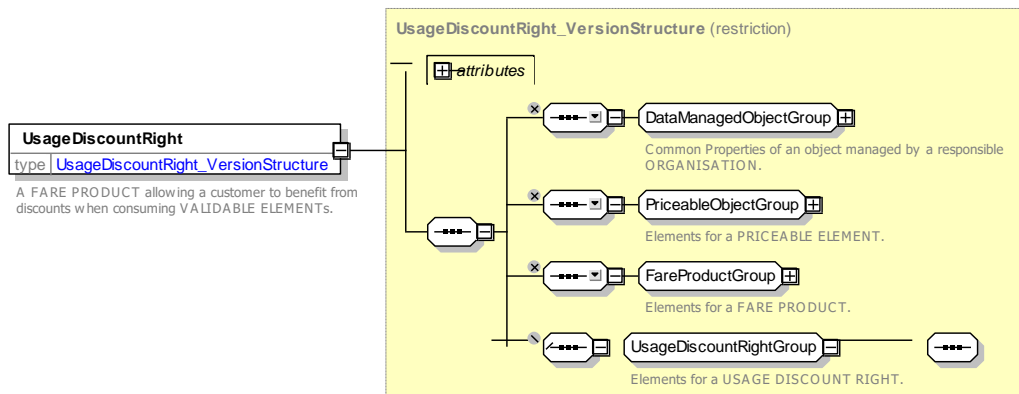 UsageDiscountRight_VersionStructure (restriction)
attributes
UsageDiscountRight
type UsageDiscountRight_VersionStructure
A FARE PRODUCT allowing a customer to benefit from
discounts when consuming VALIDABLE ELEMENTs.
DataManagedObjectGroup
Common Properties of an object managed by a responsible
ORGANISATION.
PriceableObjectGroup
Elements for a PRICEABLE ELEMENT.
FareProductGroup
Elements for a FARE PRODUCT.
UsageDiscountRightGroup
Elements for a USAGE DISCOUNT RIGHT.